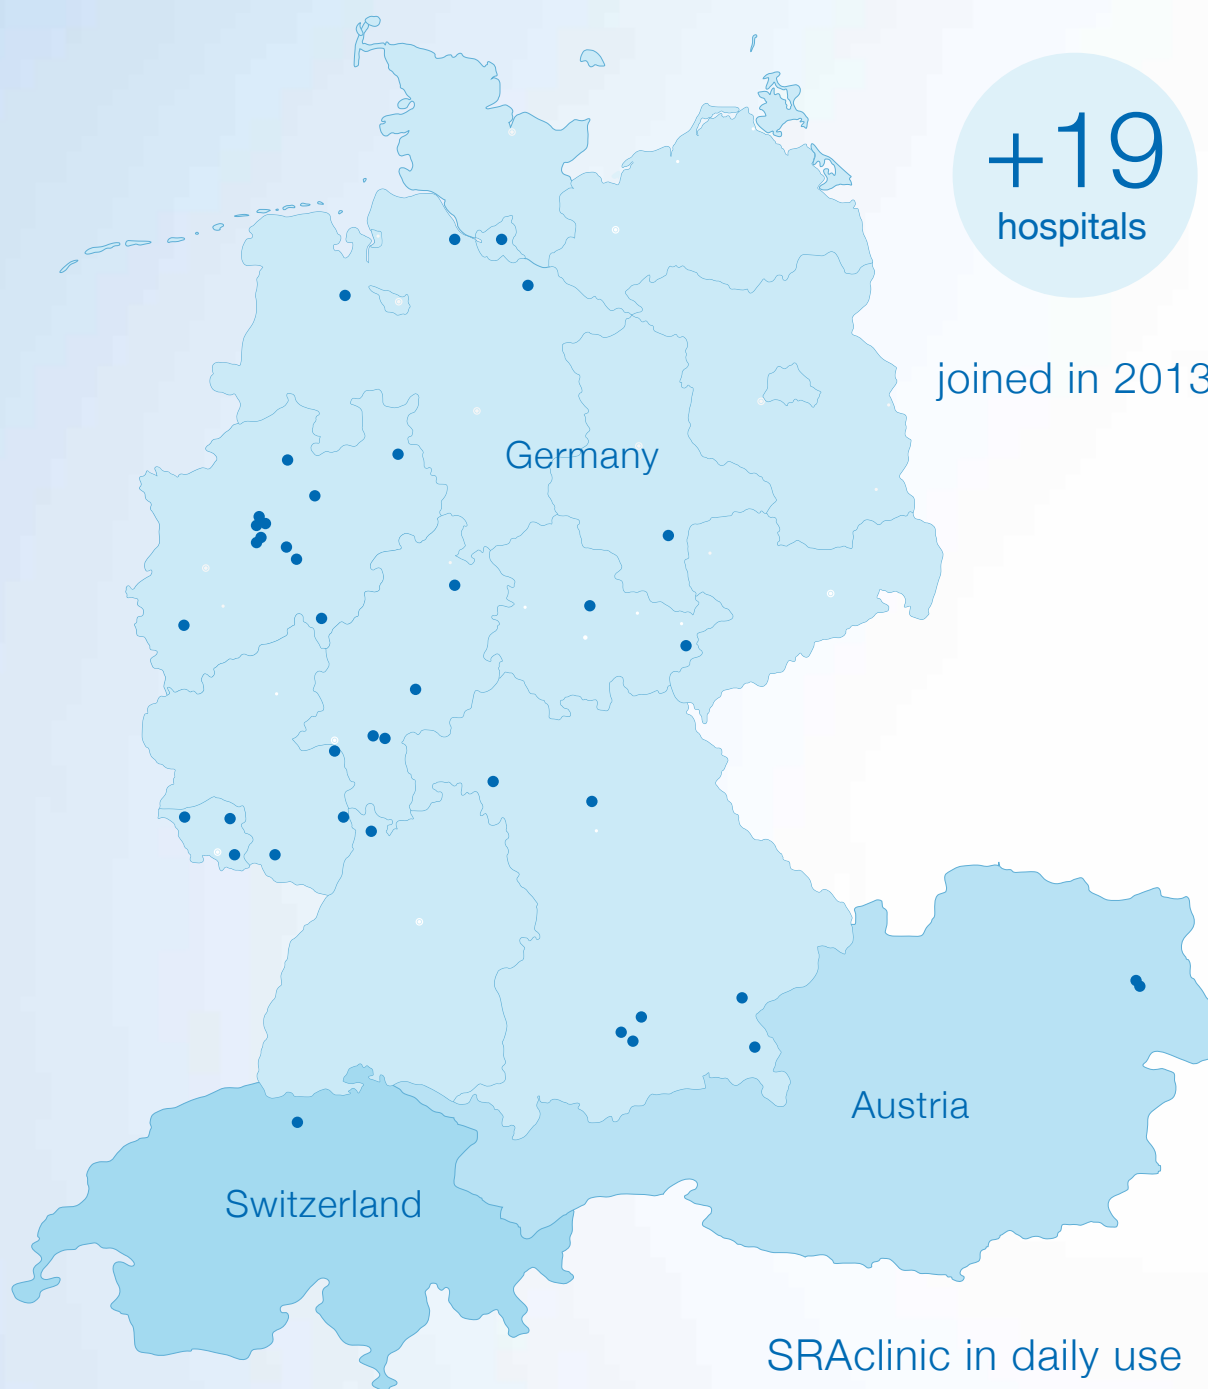 +19
hospitals
joined in 2013
Germany
Austria
Switzerland
SRAclinic in daily use